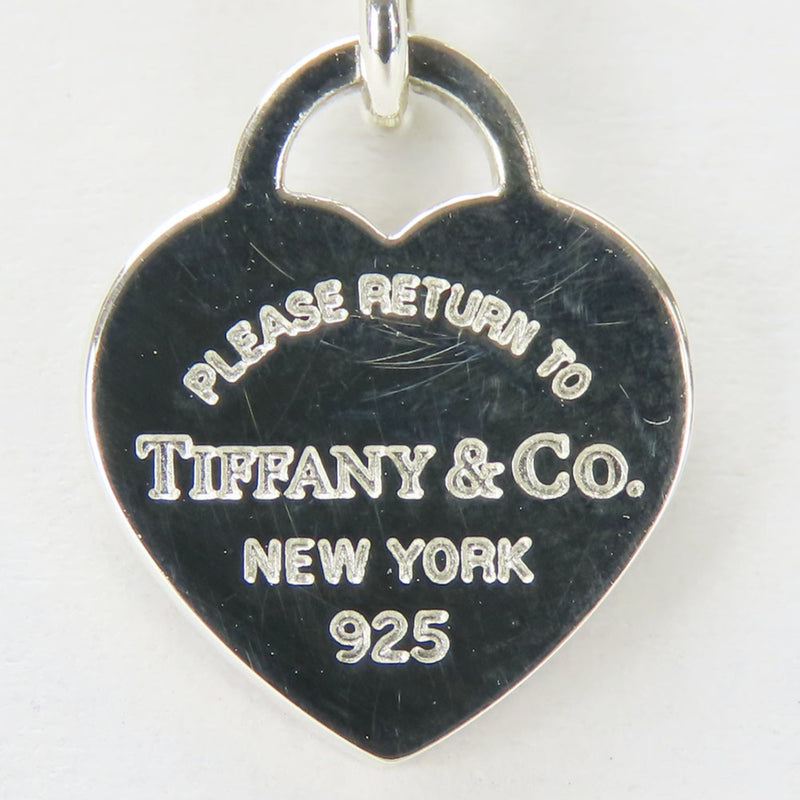 PLEASE RETURN TO
TIFFANY & CO.
NEW YORK
925